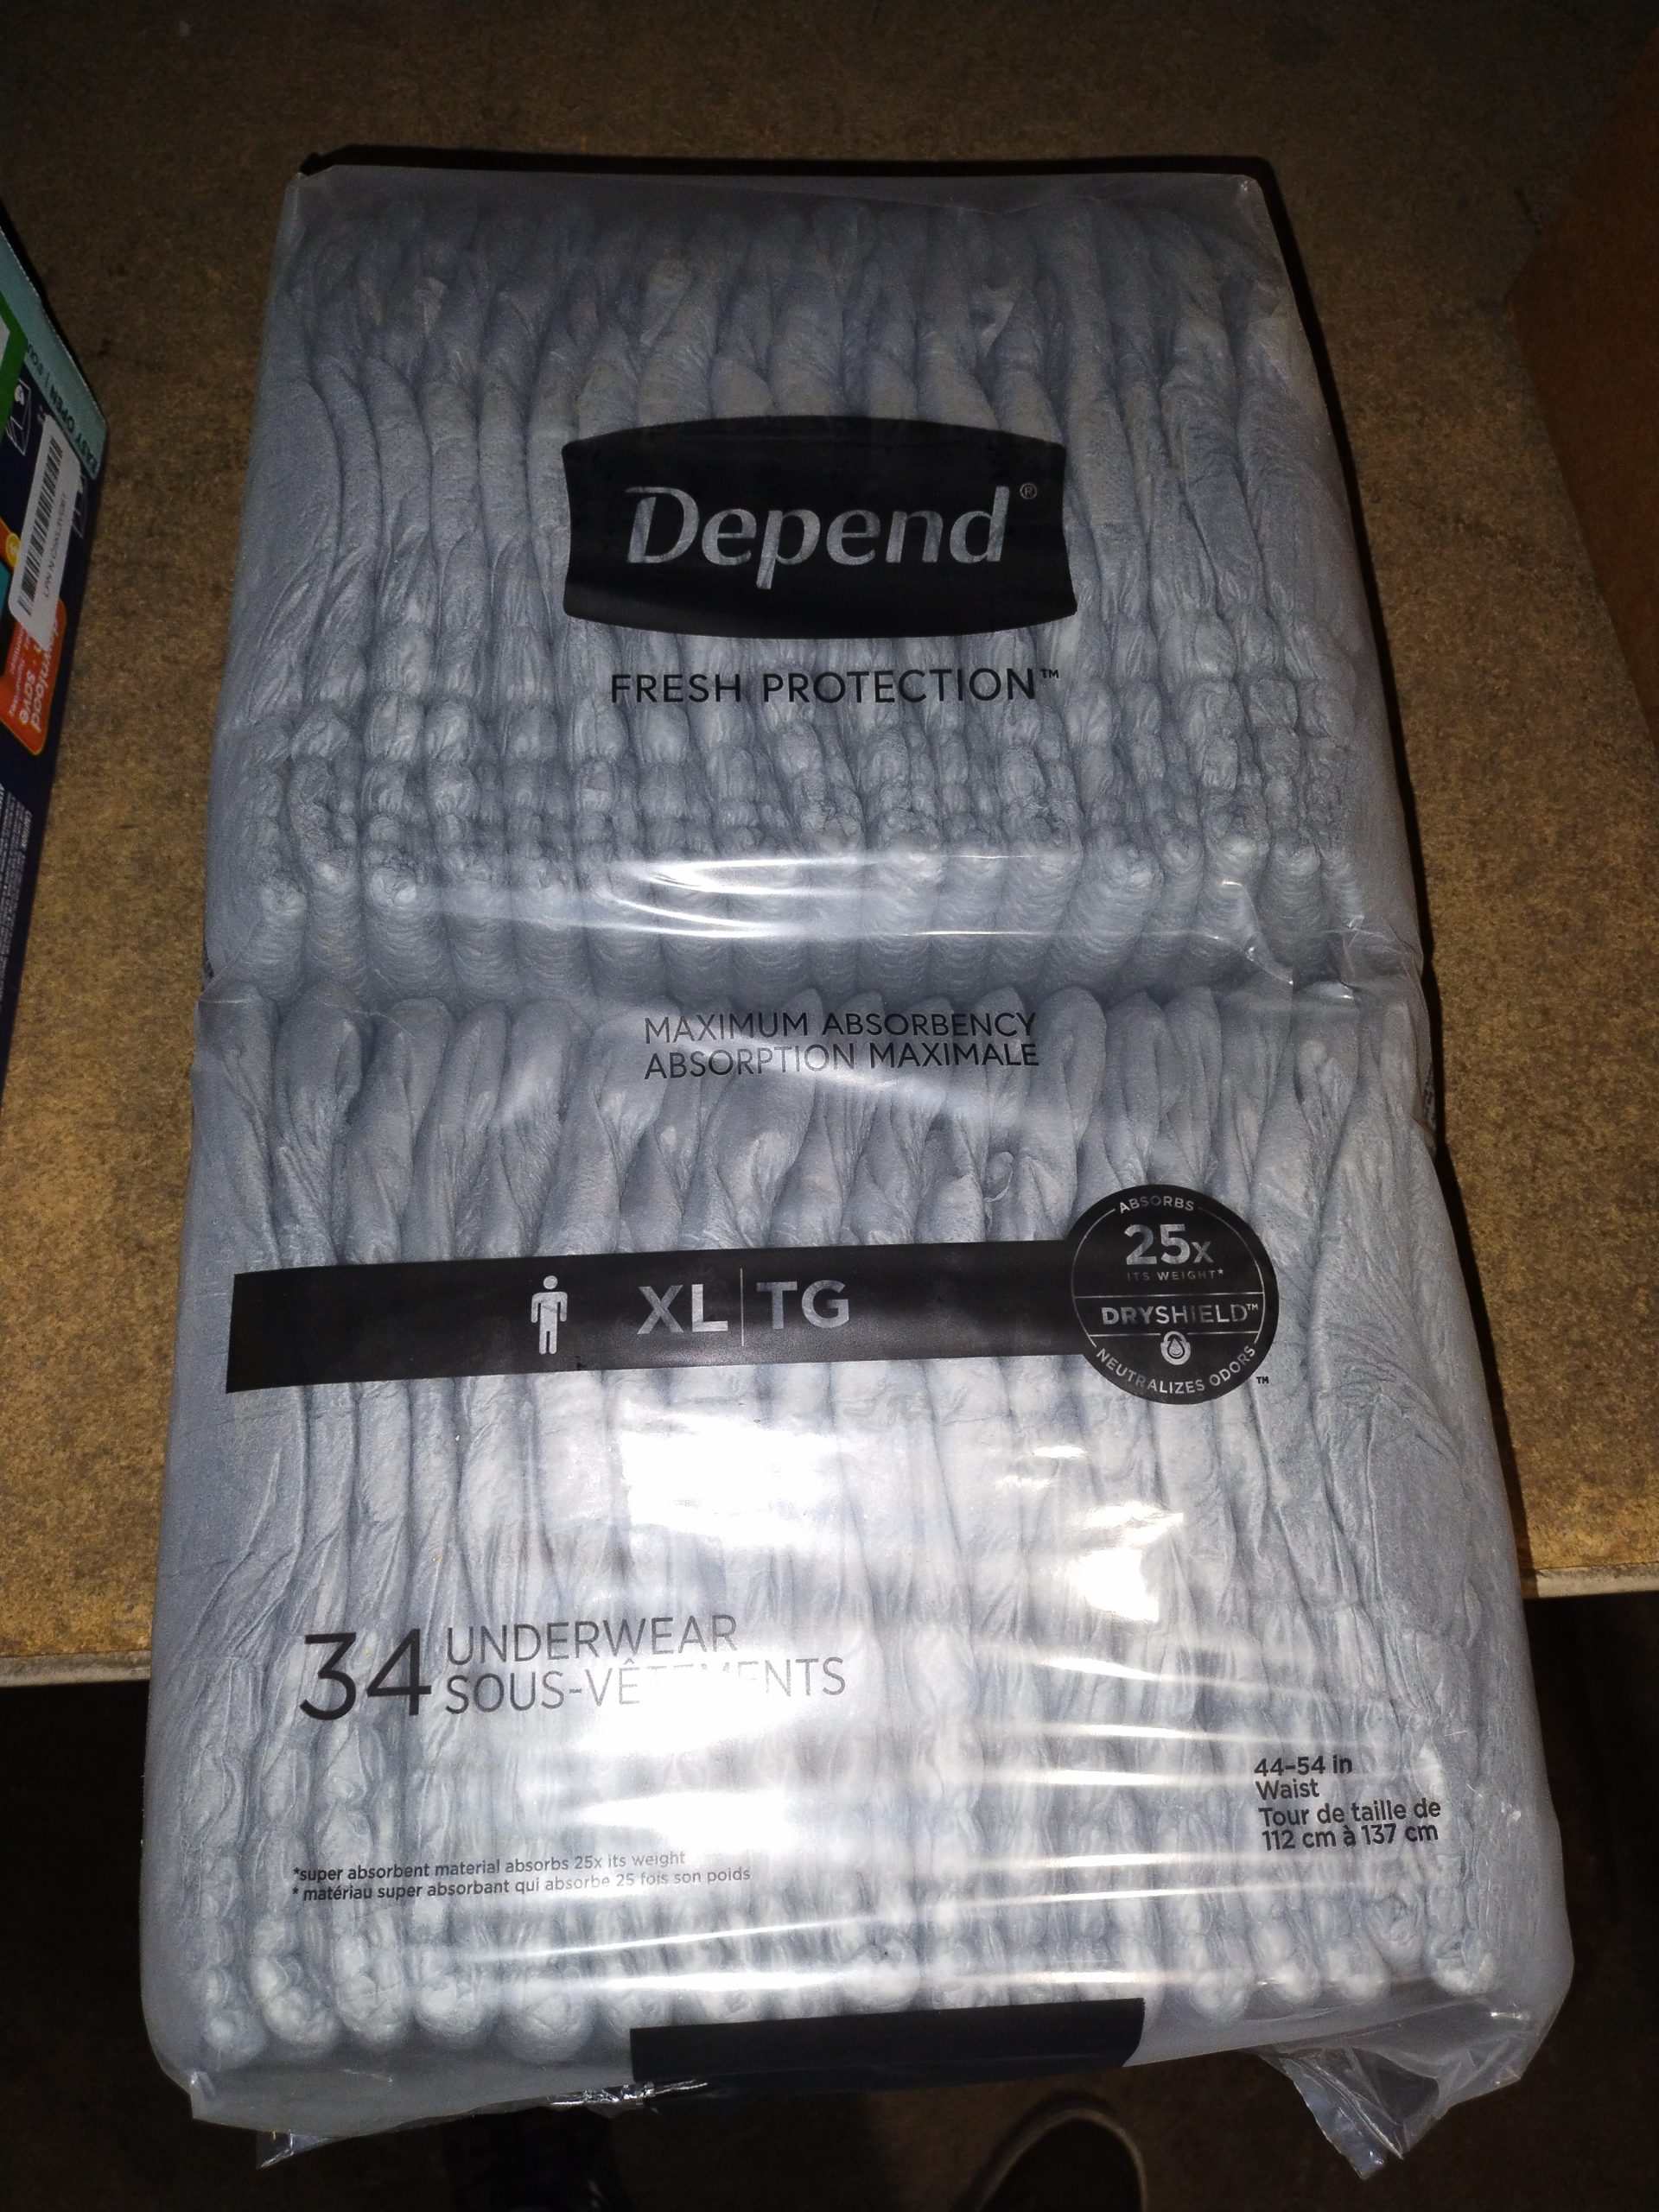 Depend®
FRESH PROTECTION™
MAXIMUM ABSORBENCY
ABSORPTION MAXIMALE
XL | TG
ABSORBS
25x
ITS WEIGHT*
DRYSHIELD™
NEUTRALIZES ODORS™
34 UNDERWEAR
SOUS-VÊTEMENTS
44-54 in
Waist
Tour de taille de
112 cm à 137 cm
*super absorbent material absorbs 25x its weight
* matériau super absorbant qui absorbe 25 fois son poids
EASY OPEN